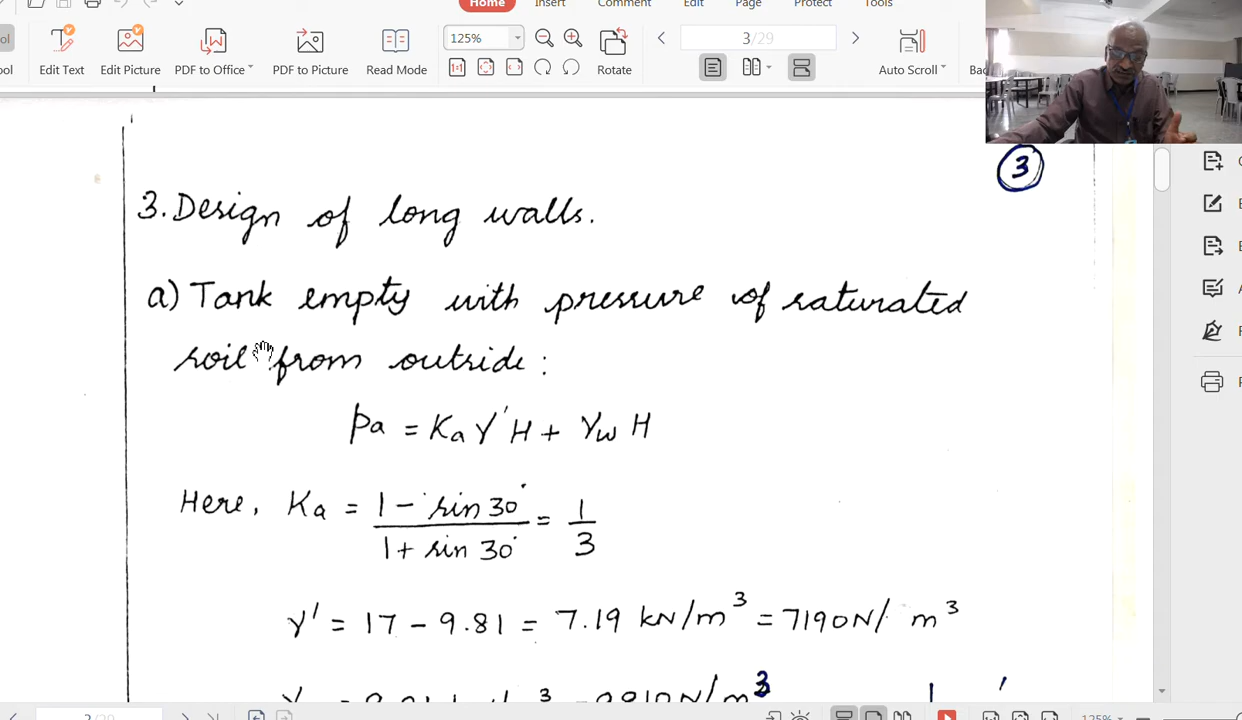 Home Insert Comment Edit Page Protect Tools
125% 3/29
Edit Text Edit Picture PDF to Office PDF to Picture Read Mode Rotate Auto Scroll
3
3. Design of long walls.
a) Tank empty with pressure of saturated
soil from outside :
Pa = Ka γ' H + γw H
Here, Ka = 1 - sin 30° / 1 + sin 30° = 1/3
γ' = 17 - 9.81 = 7.19 kN/m³ = 7190N/ m³